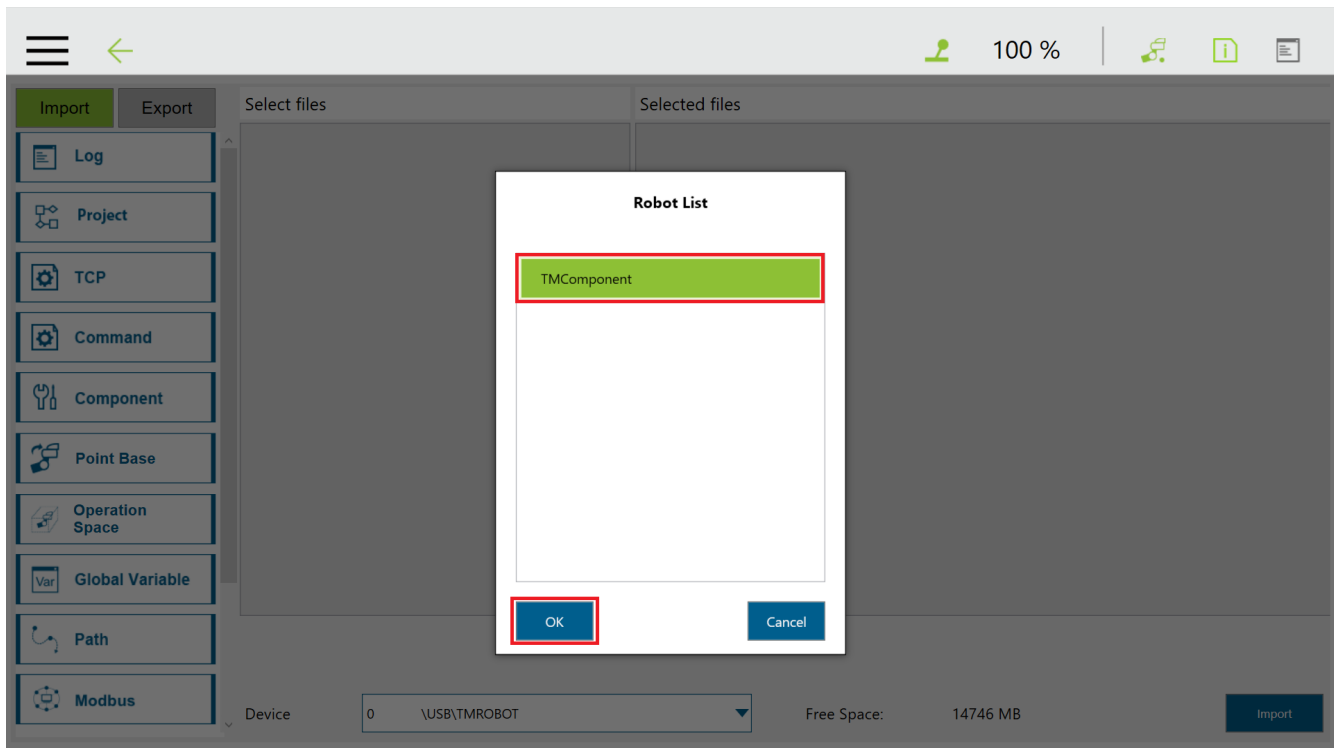 100 %
Import
Export
Select files
Selected files
Log
Project
TCP
Command
Component
Point Base
Operation
Space
Var
Global Variable
Path
Modbus
Robot List
TMComponent
OK
Cancel
Device
0 \USB\TMROBOT
Free Space:
14746 MB
Import